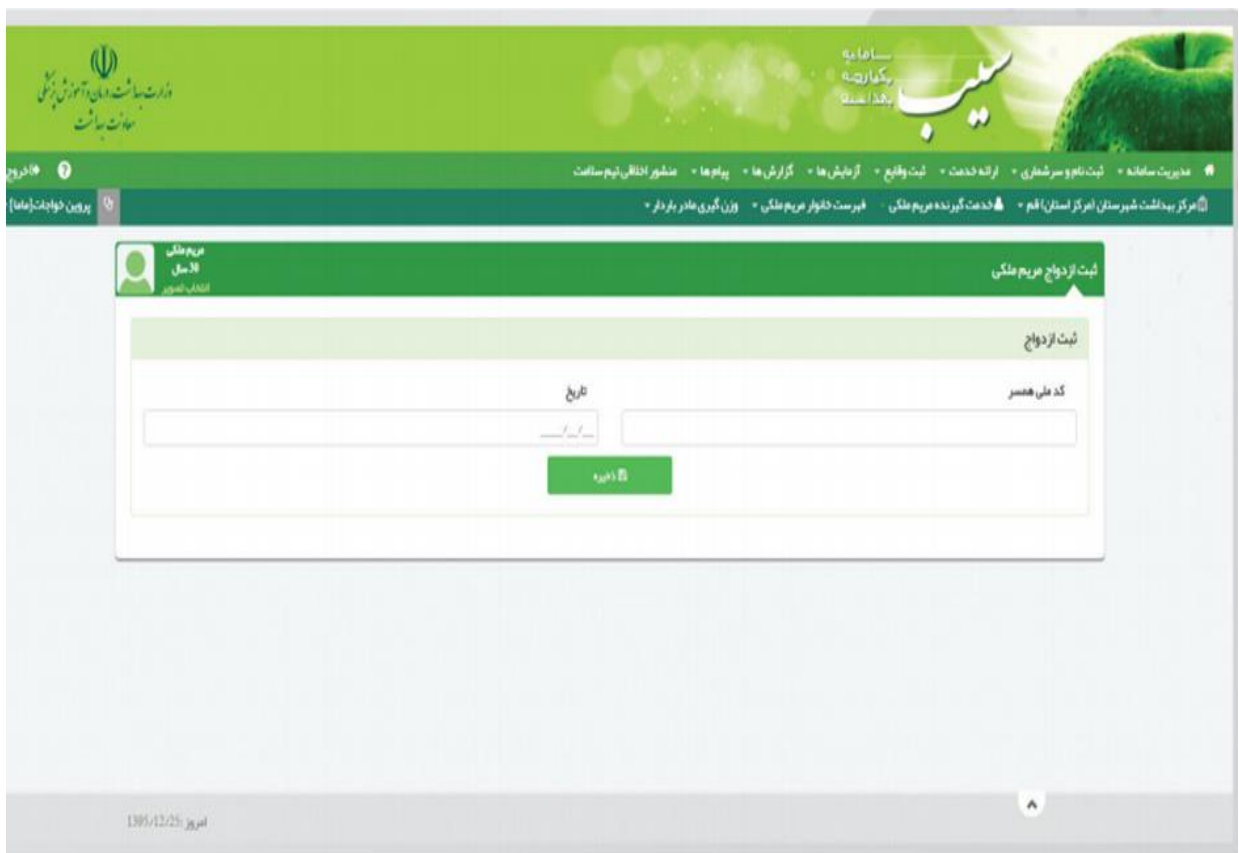 سامانه
یکپارچه
بهداشت
سیب
وزارت بهداشت، درمان و آموزش پزشکی
معاونت بهداشت
مدیریت سامانه ثبت نام و سرشماری ارائه خدمت ثبت وقایع آزمایش ها گزارش ها پیام ها منشور اخلاقی تیم سلامت ? خروج
مرکز بهداشت شهرستان (مرکز استان) قم خدمت گیرنده مریم ملکی فهرست خانوار مریم ملکی وزن گیری مادر باردار پروین خواجات[ماما]
ثبت ازدواج مریم ملکی
مریم ملکی
30 سال
انتخاب تصویر
ثبت ازدواج
کد ملی همسر تاریخ
__/__/____
ذخیره
امروز: 1395/12/25